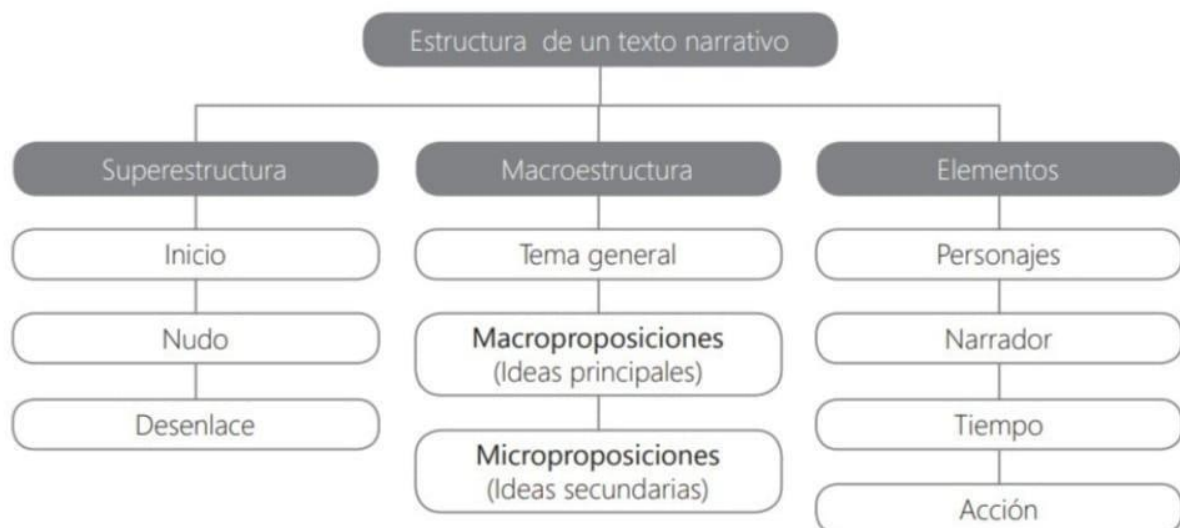 Estructura de un texto narrativo
Superestructura
Inicio
Nudo
Desenlace
Macroestructura
Tema general
Macroproposiciones
(Ideas principales)
Microproposiciones
(Ideas secundarias)
Elementos
Personajes
Narrador
Tiempo
Acción